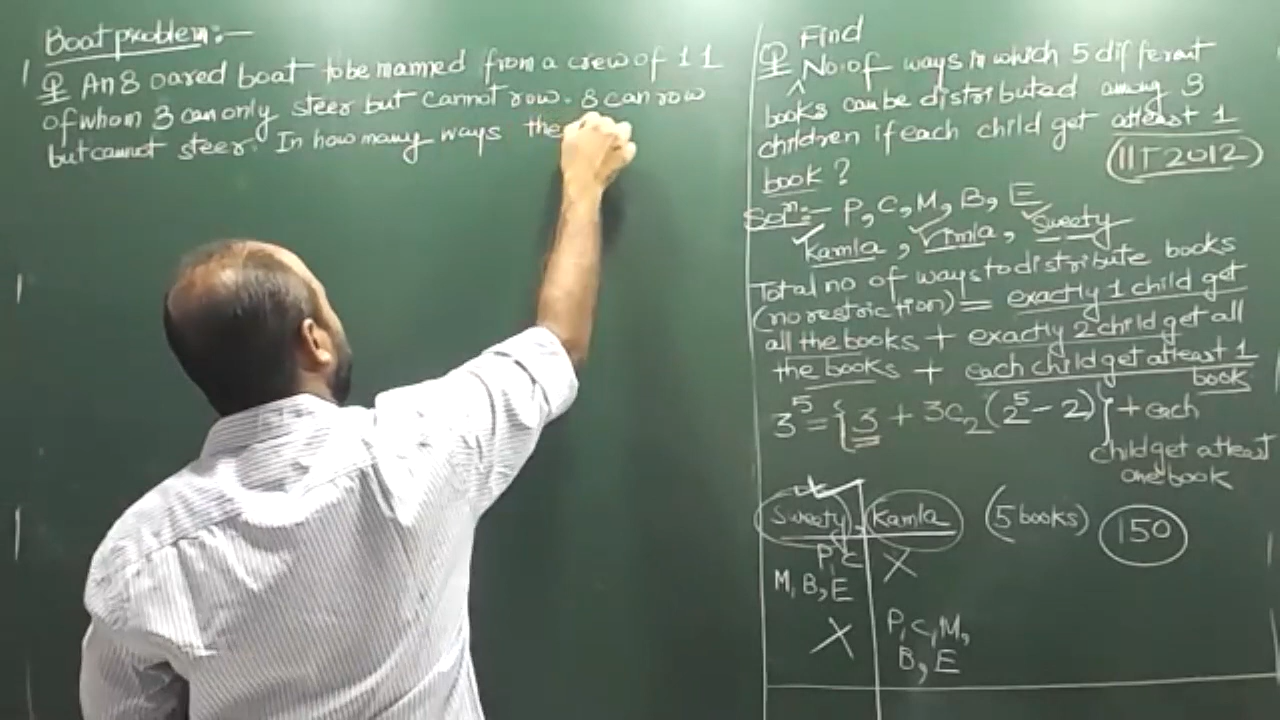 Boat problem:-
Q An 8 oared boat to be manned from a crew of 11
of whom 3 can only steer but cannot row. 8 can row
but cannot steer. In how many ways the
Find
Q No. of ways in which 5 different
books can be distributed among 3
children if each child get atleast 1
book ? (IIT 2012)
Solⁿ:- P, C, M, B, E
Kamla, Vimla, Sweety
Total no of ways to distribute books
(no restriction) = exactly 1 child get
all the books + exactly 2 child get all
the books + each child get atleast 1
book
3⁵ = { 3 + 3C₂ (2⁵ - 2) } + each
child get atleast
one book
Sweety, Kamla (5 books) 150
P, C X
M, B, E
X P, C, M,
B, E